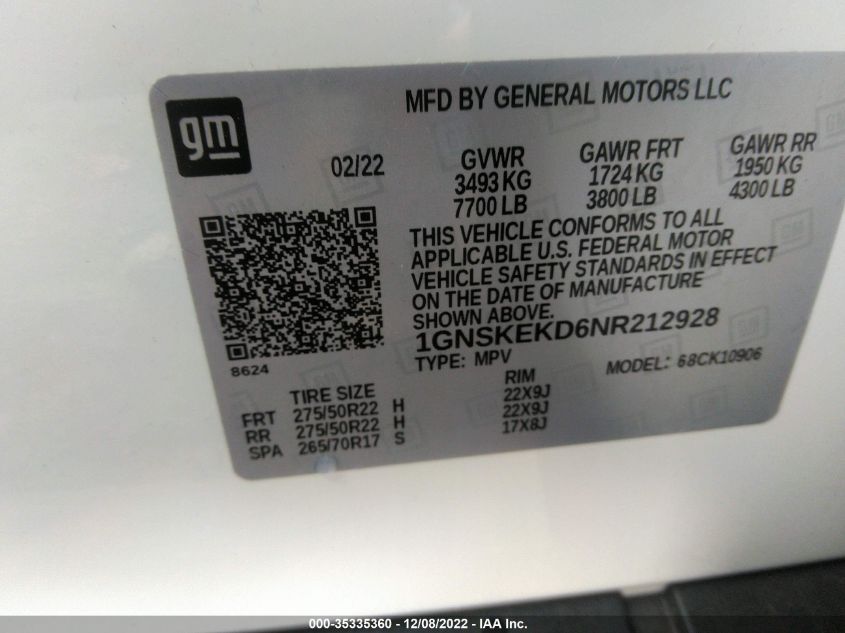 MFD BY GENERAL MOTORS LLC
gm
02/22
GVWR GAWR FRT GAWR RR
3493 KG 1724 KG 1950 KG
7700 LB 3800 LB 4300 LB
THIS VEHICLE CONFORMS TO ALL
APPLICABLE U.S. FEDERAL MOTOR
VEHICLE SAFETY STANDARDS IN EFFECT
ON THE DATE OF MANUFACTURE
SHOWN ABOVE.
1GNSKEKD6NR212928
TYPE: MPV MODEL: 68CK10906
8624
TIRE SIZE RIM
FRT 275/50R22 H 22X9J
RR 275/50R22 H 22X9J
SPA 265/70R17 S 17X8J
000-35335360 - 12/08/2022 - IAA Inc.